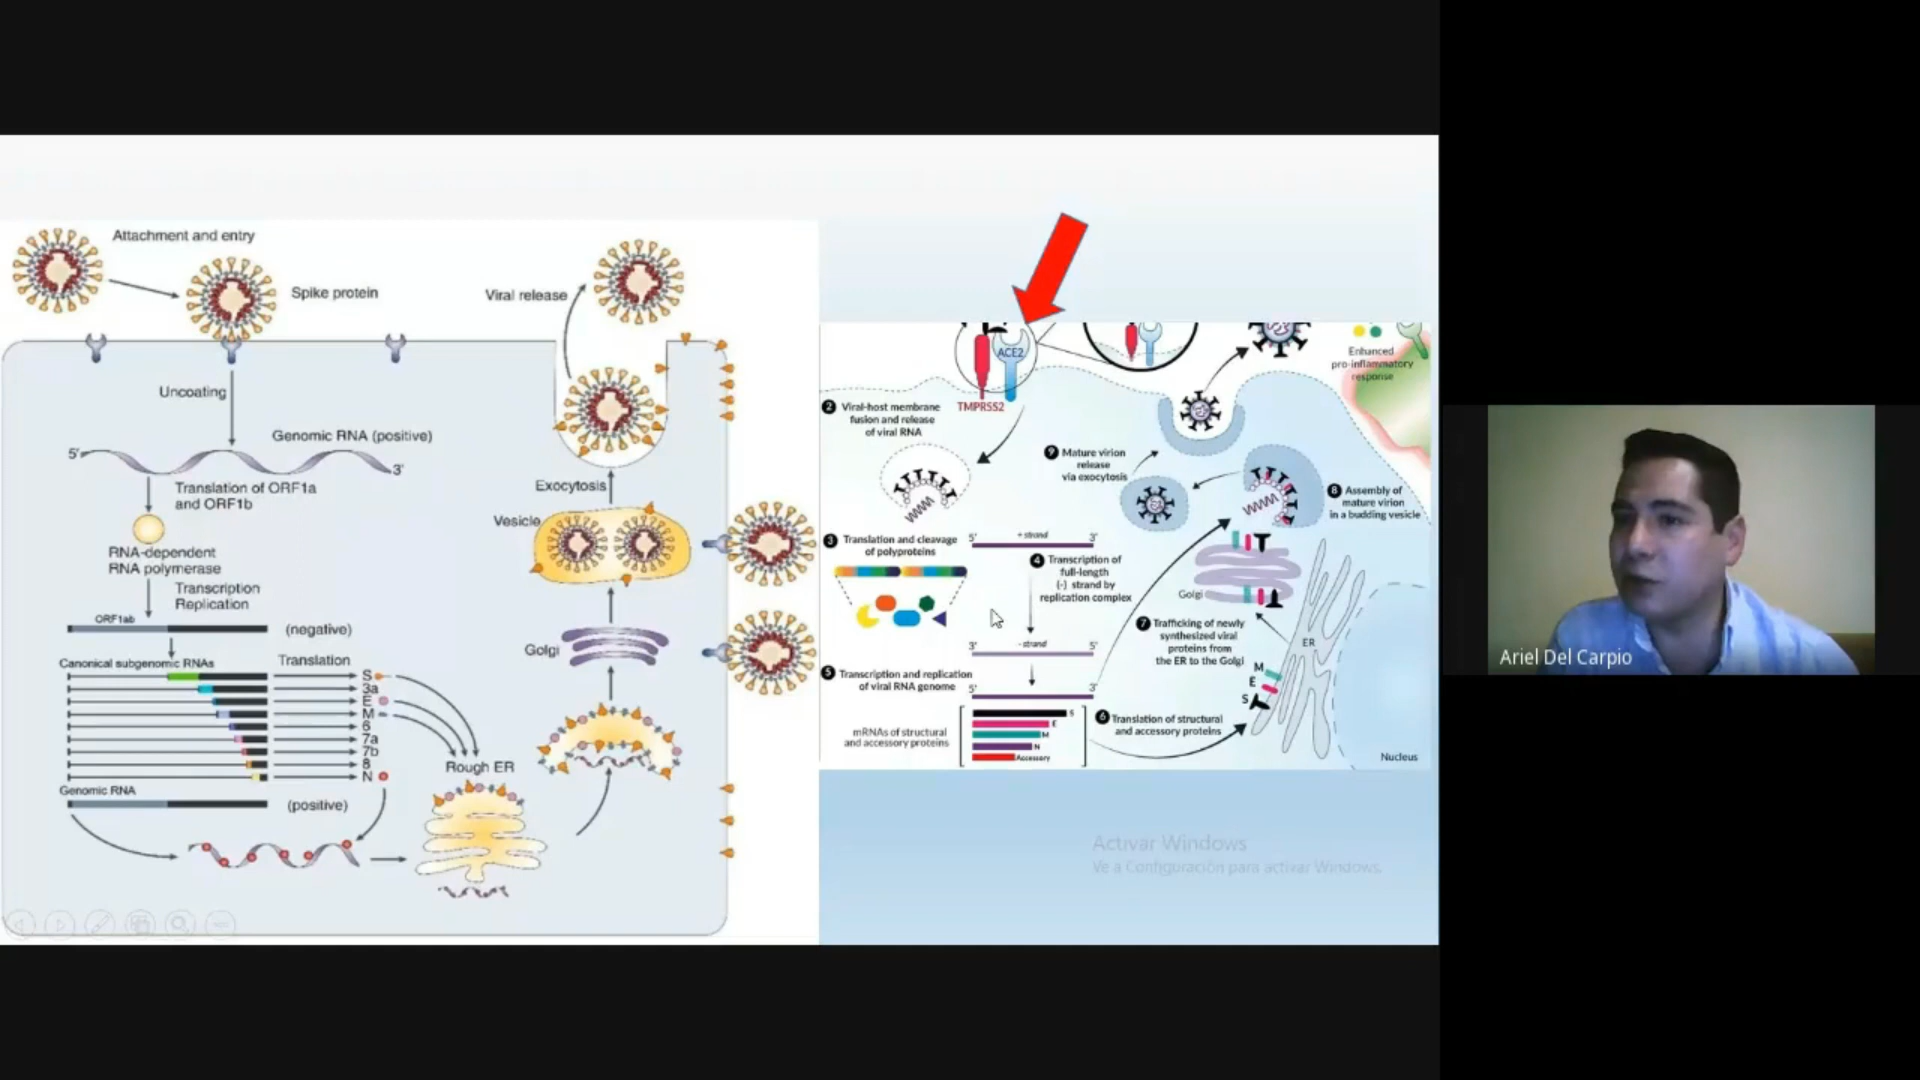 Attachment and entry
Spike protein
Viral release
Uncoating
Genomic RNA (positive)
5'
3'
Translation of ORF1a
and ORF1b
Exocytosis
Vesicle
RNA-dependent
RNA polymerase
Transcription
Replication
ORF1ab
(negative)
Canonical subgenomic RNAs
Translation
S
3a
E
M
6
7a
7b
8
N
Golgi
Rough ER
Genomic RNA
(positive)
ACE2
TMPRSS2
Enhanced
pro-inflammatory
response
2 Viral-host membrane
fusion and release
of viral RNA
9 Mature virion
release
via exocytosis
8 Assembly of
mature virion
in a budding vesicle
3 Translation and cleavage
of polyproteins
5'
+ strand
3'
4 Transcription of
full-length
(-) strand by
replication complex
Golgi
7 Trafficking of newly
synthesized viral
proteins from
the ER to the Golgi
ER
3'
- strand
5'
M
E
S
5 Transcription and replication
of viral RNA genome
5'
3'
mRNAs of structural
and accessory proteins
S
E
M
N
Accessory
6 Translation of structural
and accessory proteins
Nucleus
Activar Windows
Ve a Configuración para activar Windows.
Ariel Del Carpio